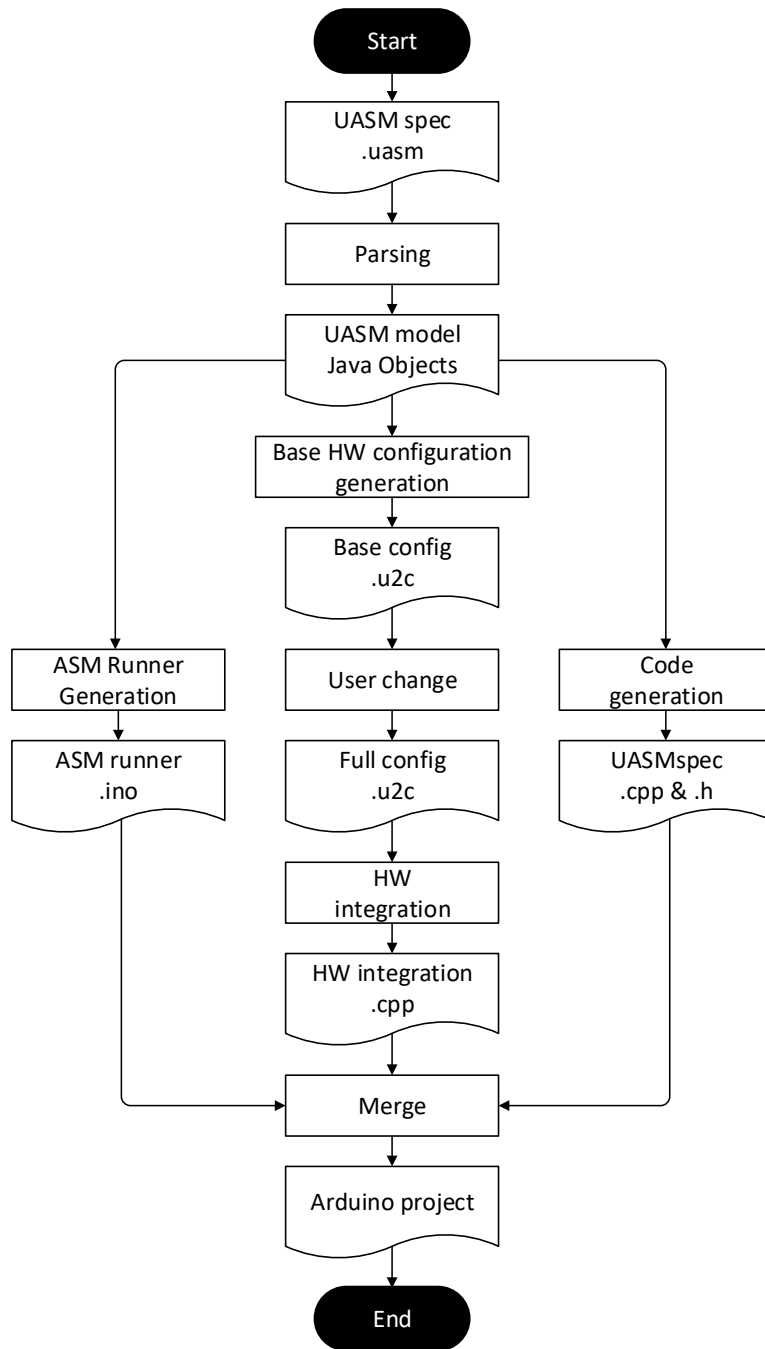 Start
UASM spec
.uasm
Parsing
UASM model
Java Objects
Base HW configuration
generation
Base config
.u2c
ASM Runner
Generation
User change
Code
generation
ASM runner
.ino
Full config
.u2c
UASMspec
.cpp & .h
HW
integration
HW integration
.cpp
Merge
Arduino project
End